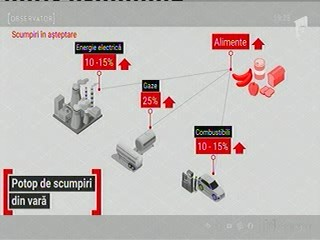 OBSERVATOR
Scumpiri în așteptare
Energie electrică
10 -15%
Alimente
Gaze
25%
Combustibili
10 - 15%
Potop de scumpiri
din vară